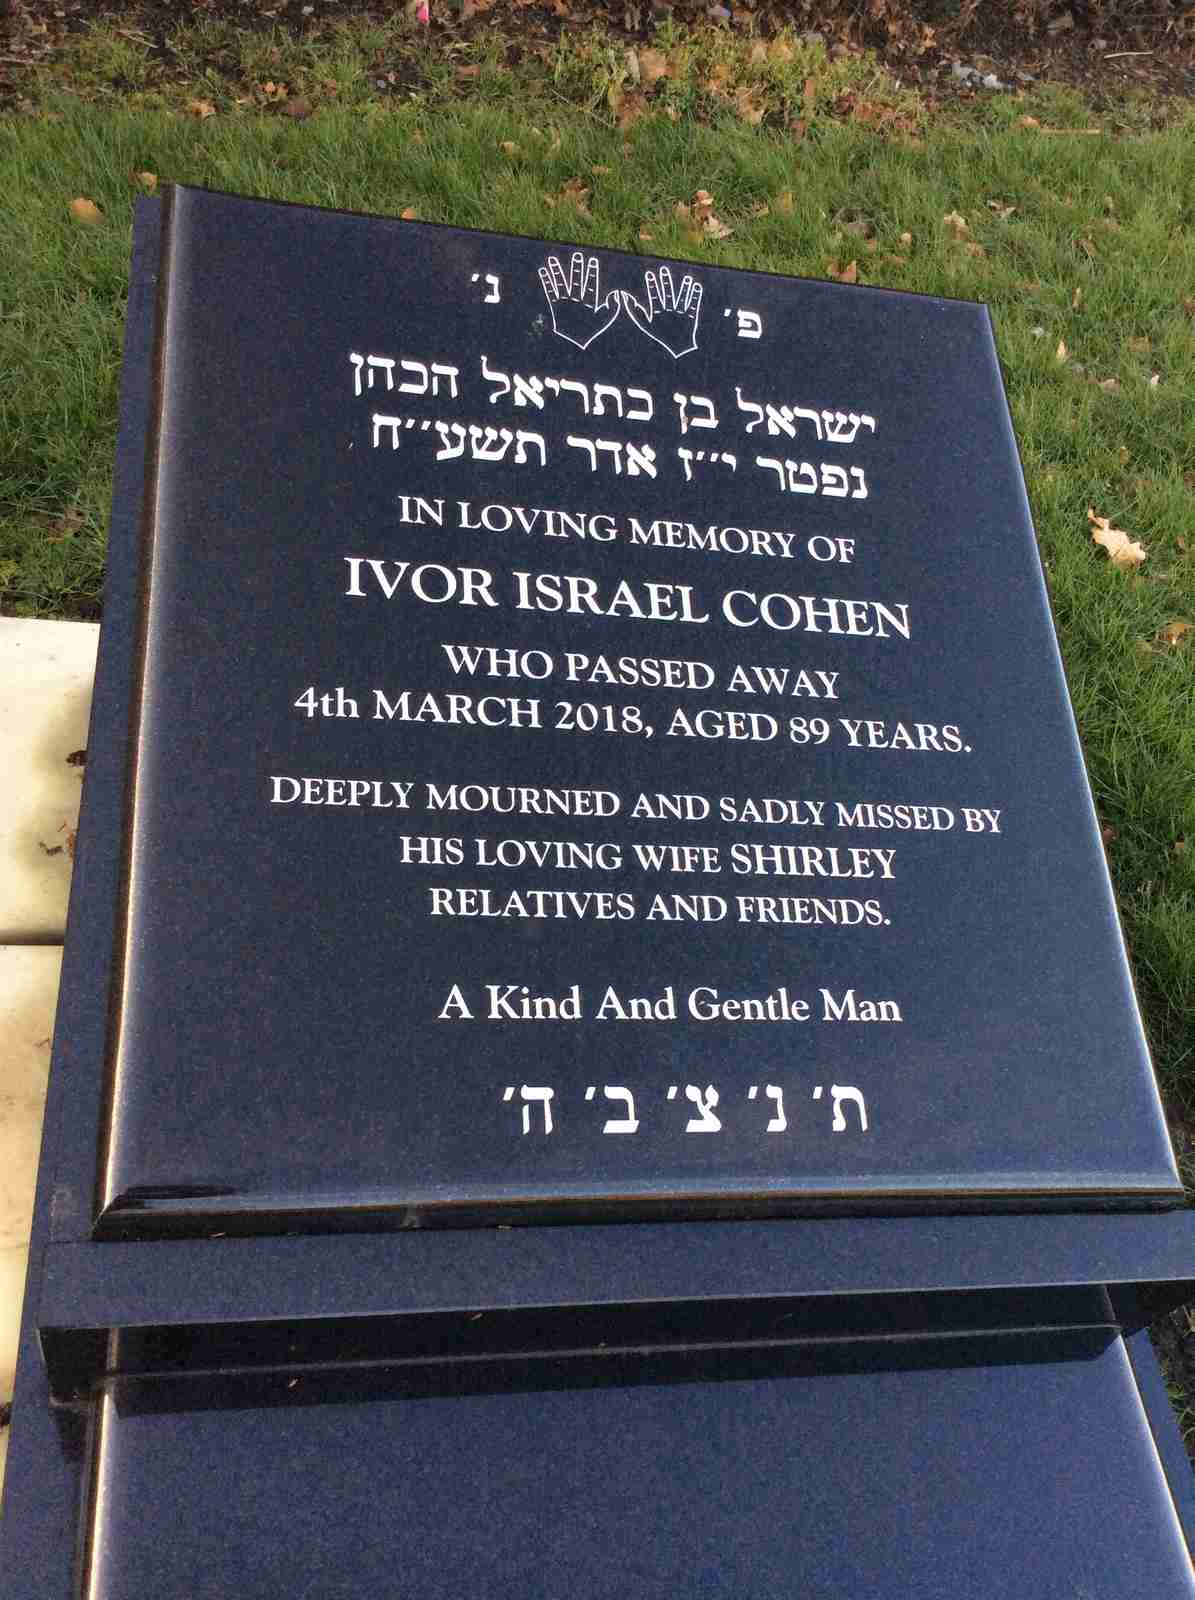 פ׳ נ׳
ישראל בן כתריאל הכהן
נפטר י׳׳ז אדר תשע׳׳ח
IN LOVING MEMORY OF
IVOR ISRAEL COHEN
WHO PASSED AWAY
4th MARCH 2018, AGED 89 YEARS.
DEEPLY MOURNED AND SADLY MISSED BY
HIS LOVING WIFE SHIRLEY
RELATIVES AND FRIENDS.
A Kind And Gentle Man
ת׳ נ׳ צ׳ ב׳ ה׳